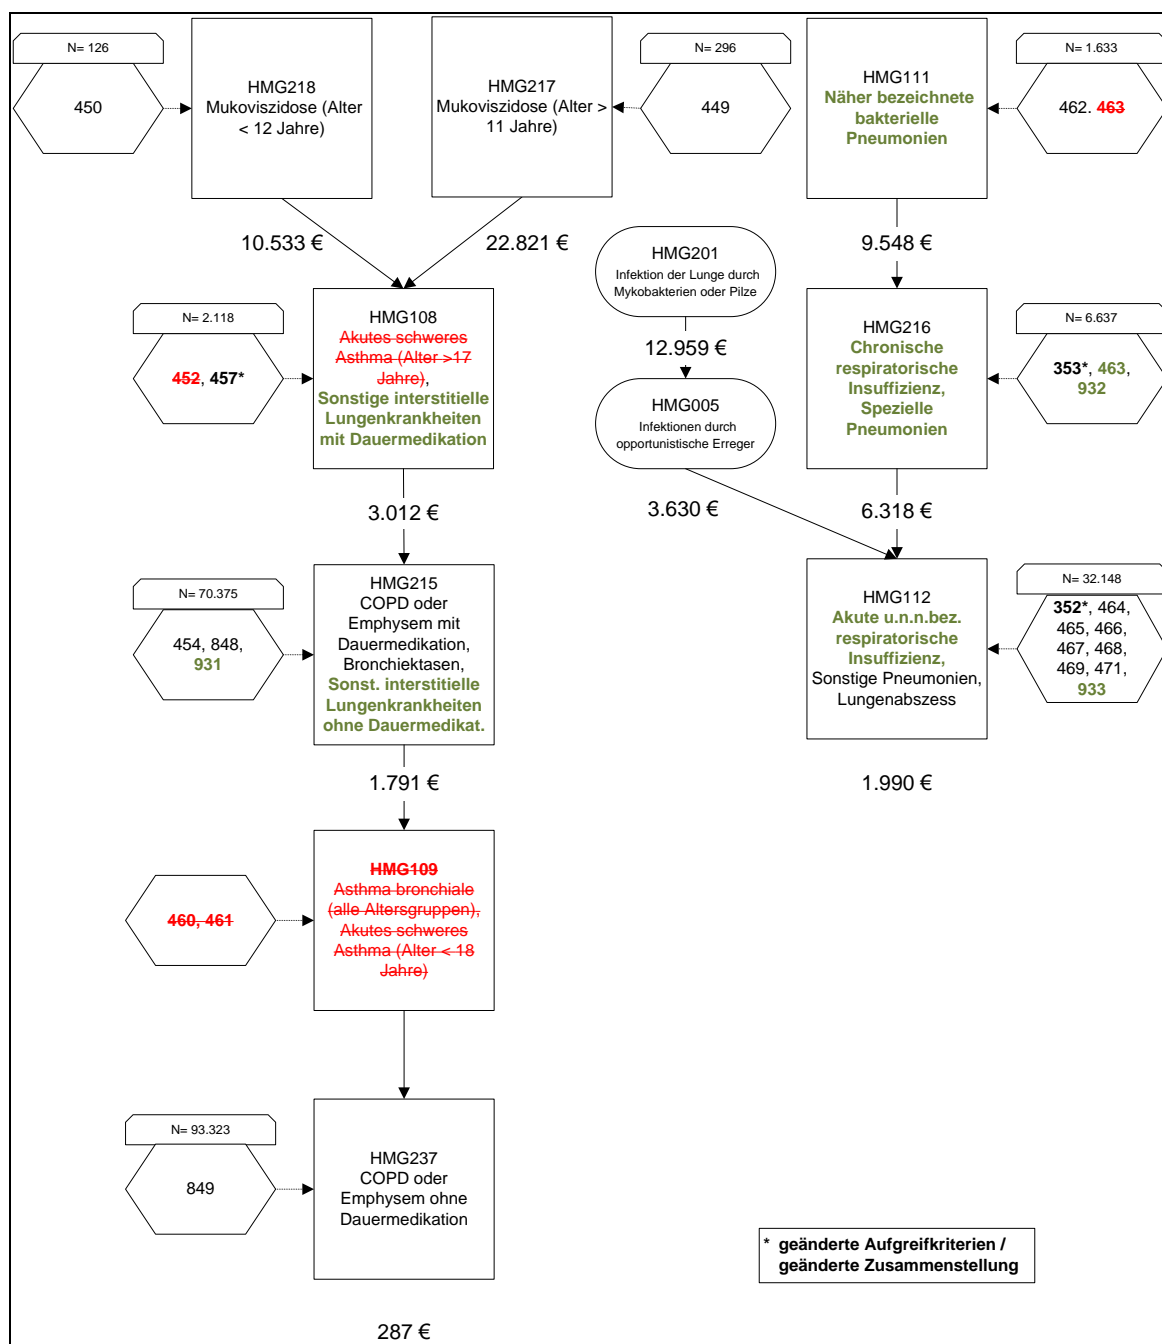 N= 126
450
HMG218
Mukoviszidose (Alter
< 12 Jahre)
HMG217
Mukoviszidose (Alter >
11 Jahre)
N= 296
449
HMG111
Näher bezeichnete
bakterielle
Pneumonien
N= 1.633
462. 463
10.533 €
22.821 €
9.548 €
HMG201
Infektion der Lunge durch
Mykobakterien oder Pilze
12.959 €
HMG005
Infektionen durch
opportunistische Erreger
3.630 €
N= 2.118
452, 457*
HMG108
Akutes schweres
Asthma (Alter >17
Jahre),
Sonstige interstitielle
Lungenkrankheiten
mit Dauermedikation
HMG216
Chronische
respiratorische
Insuffizienz,
Spezielle
Pneumonien
N= 6.637
353*, 463,
932
3.012 €
6.318 €
N= 70.375
454, 848,
931
HMG215
COPD oder
Emphysem mit
Dauermedikation,
Bronchiektasen,
Sonst. interstitielle
Lungenkrankheiten
ohne Dauermedikat.
HMG112
Akute u.n.n.bez.
respiratorische
Insuffizienz,
Sonstige Pneumonien,
Lungenabszess
N= 32.148
352*, 464,
465, 466,
467, 468,
469, 471,
933
1.791 €
1.990 €
460, 461
HMG109
Asthma bronchiale
(alle Altersgruppen),
Akutes schweres
Asthma (Alter < 18
Jahre)
N= 93.323
849
HMG237
COPD oder
Emphysem ohne
Dauermedikation
287 €
* geänderte Aufgreifkriterien /
geänderte Zusammenstellung